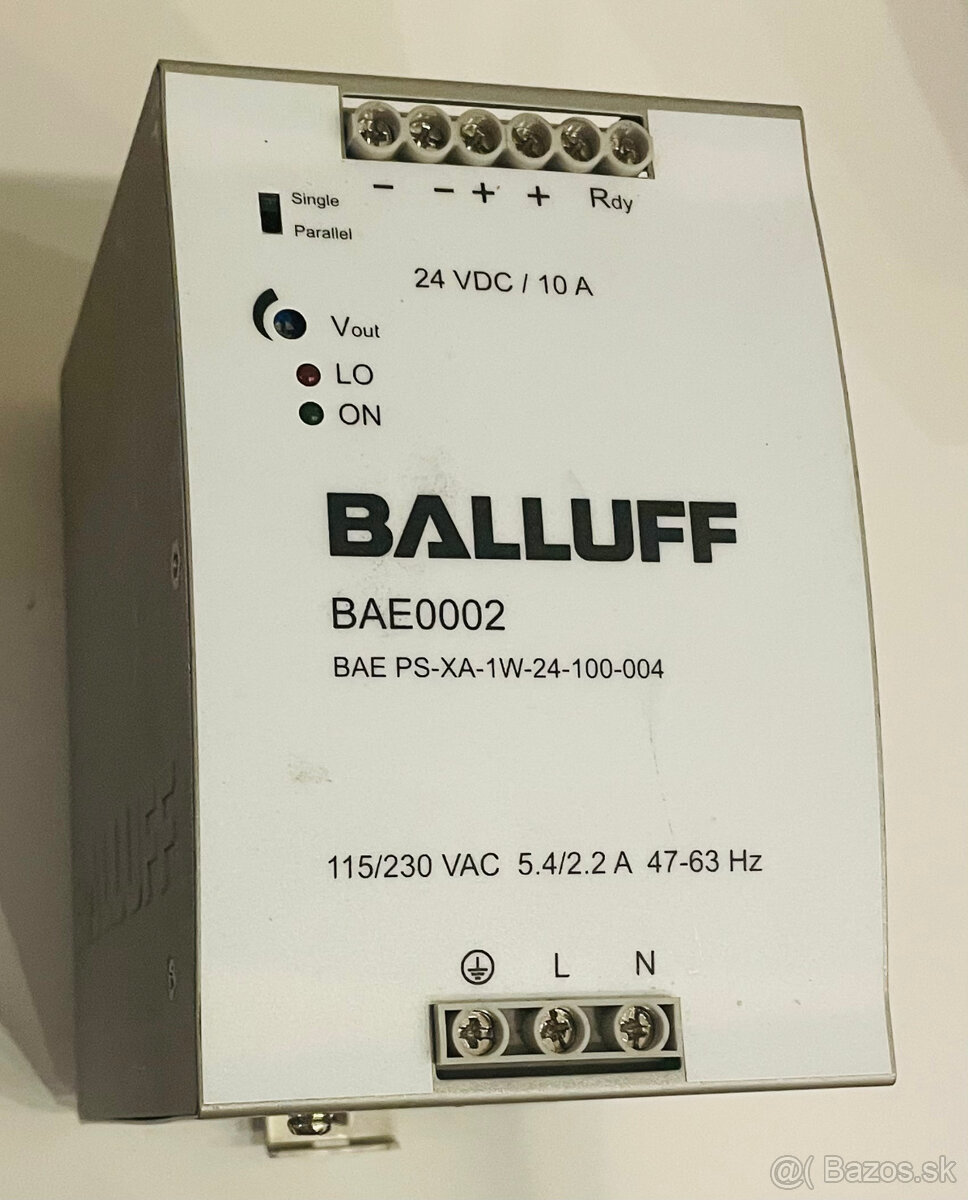 − − + + Rdy
Single
Parallel
24 VDC / 10 A
Vout
LO
ON
BALLUFF
BAE0002
BAE PS-XA-1W-24-100-004
115/230 VAC 5.4/2.2 A 47-63 Hz
L N
BALLUFF
@( Bazos.sk